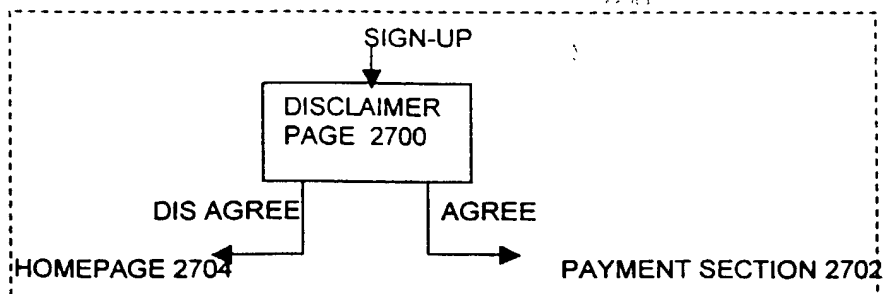 SIGN-UP
DISCLAIMER
PAGE 2700
DIS AGREE
AGREE
HOMEPAGE 2704
PAYMENT SECTION 2702